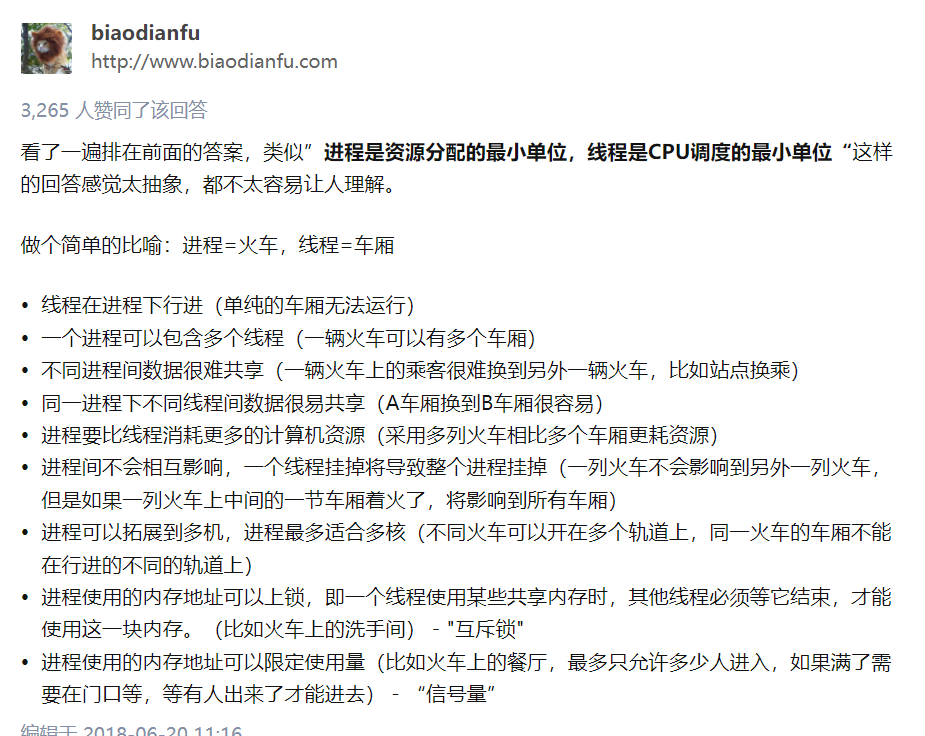 biaodianfu
http://www.biaodianfu.com
3,265 人赞同了该回答
看了一遍排在前面的答案，类似”进程是资源分配的最小单位，线程是CPU调度的最小单位“这样
的回答感觉太抽象，都不太容易让人理解。
做个简单的比喻：进程=火车，线程=车厢
• 线程在进程下行进（单纯的车厢无法运行）
• 一个进程可以包含多个线程（一辆火车可以有多个车厢）
• 不同进程间数据很难共享（一辆火车上的乘客很难换到另外一辆火车，比如站点换乘）
• 同一进程下不同线程间数据很易共享（A车厢换到B车厢很容易）
• 进程要比线程消耗更多的计算机资源（采用多列火车相比多个车厢更耗资源）
• 进程间不会相互影响，一个线程挂掉将导致整个进程挂掉（一列火车不会影响到另外一列火车，
但是如果一列火车上中间的一节车厢着火了，将影响到所有车厢）
• 进程可以拓展到多机，进程最多适合多核（不同火车可以开在多个轨道上，同一火车的车厢不能
在行进的不同的轨道上）
• 进程使用的内存地址可以上锁，即一个线程使用某些共享内存时，其他线程必须等它结束，才能
使用这一块内存。（比如火车上的洗手间）－"互斥锁"
• 进程使用的内存地址可以限定使用量（比如火车上的餐厅，最多只允许多少人进入，如果满了需
要在门口等，等有人出来了才能进去）－“信号量”
编辑于 2018-06-20 11:16